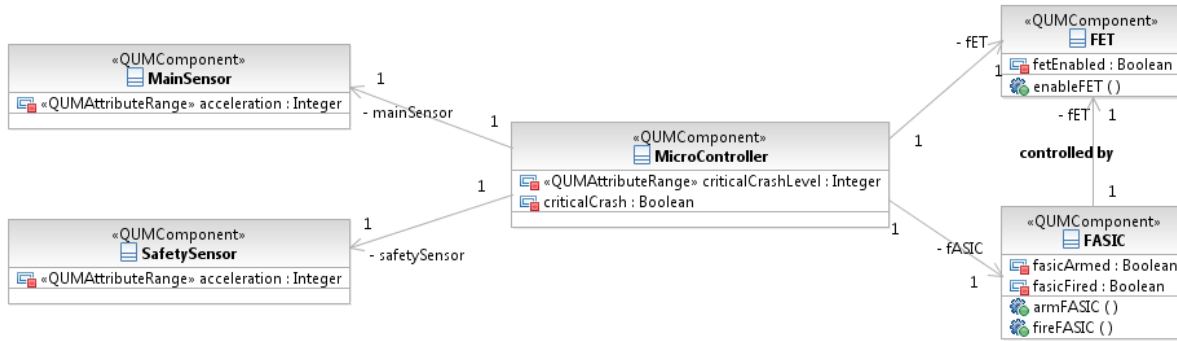 «QUMComponent»
MainSensor
«QUMAttributeRange» acceleration : Integer
1
- mainSensor
1
«QUMComponent»
SafetySensor
«QUMAttributeRange» acceleration : Integer
1
- safetySensor
1
«QUMComponent»
MicroController
«QUMAttributeRange» criticalCrashLevel : Integer
criticalCrash : Boolean
1
- fET
1
«QUMComponent»
FET
fetEnabled : Boolean
enableFET ( )
- fET
1
controlled by
1
1
- fASIC
1
«QUMComponent»
FASIC
fasicArmed : Boolean
fasicFired : Boolean
armFASIC ( )
fireFASIC ( )